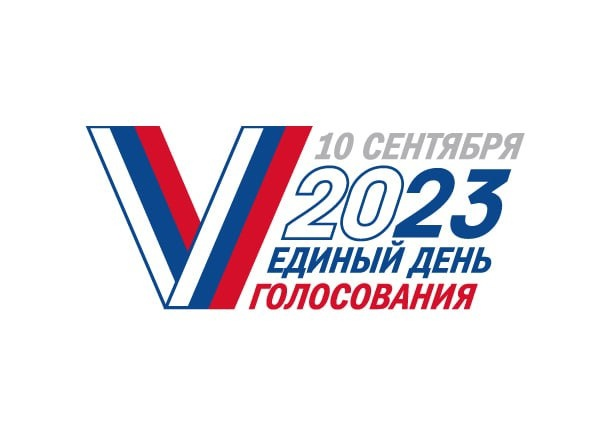 V
10 СЕНТЯБРЯ
2023
ЕДИНЫЙ ДЕНЬ
ГОЛОСОВАНИЯ